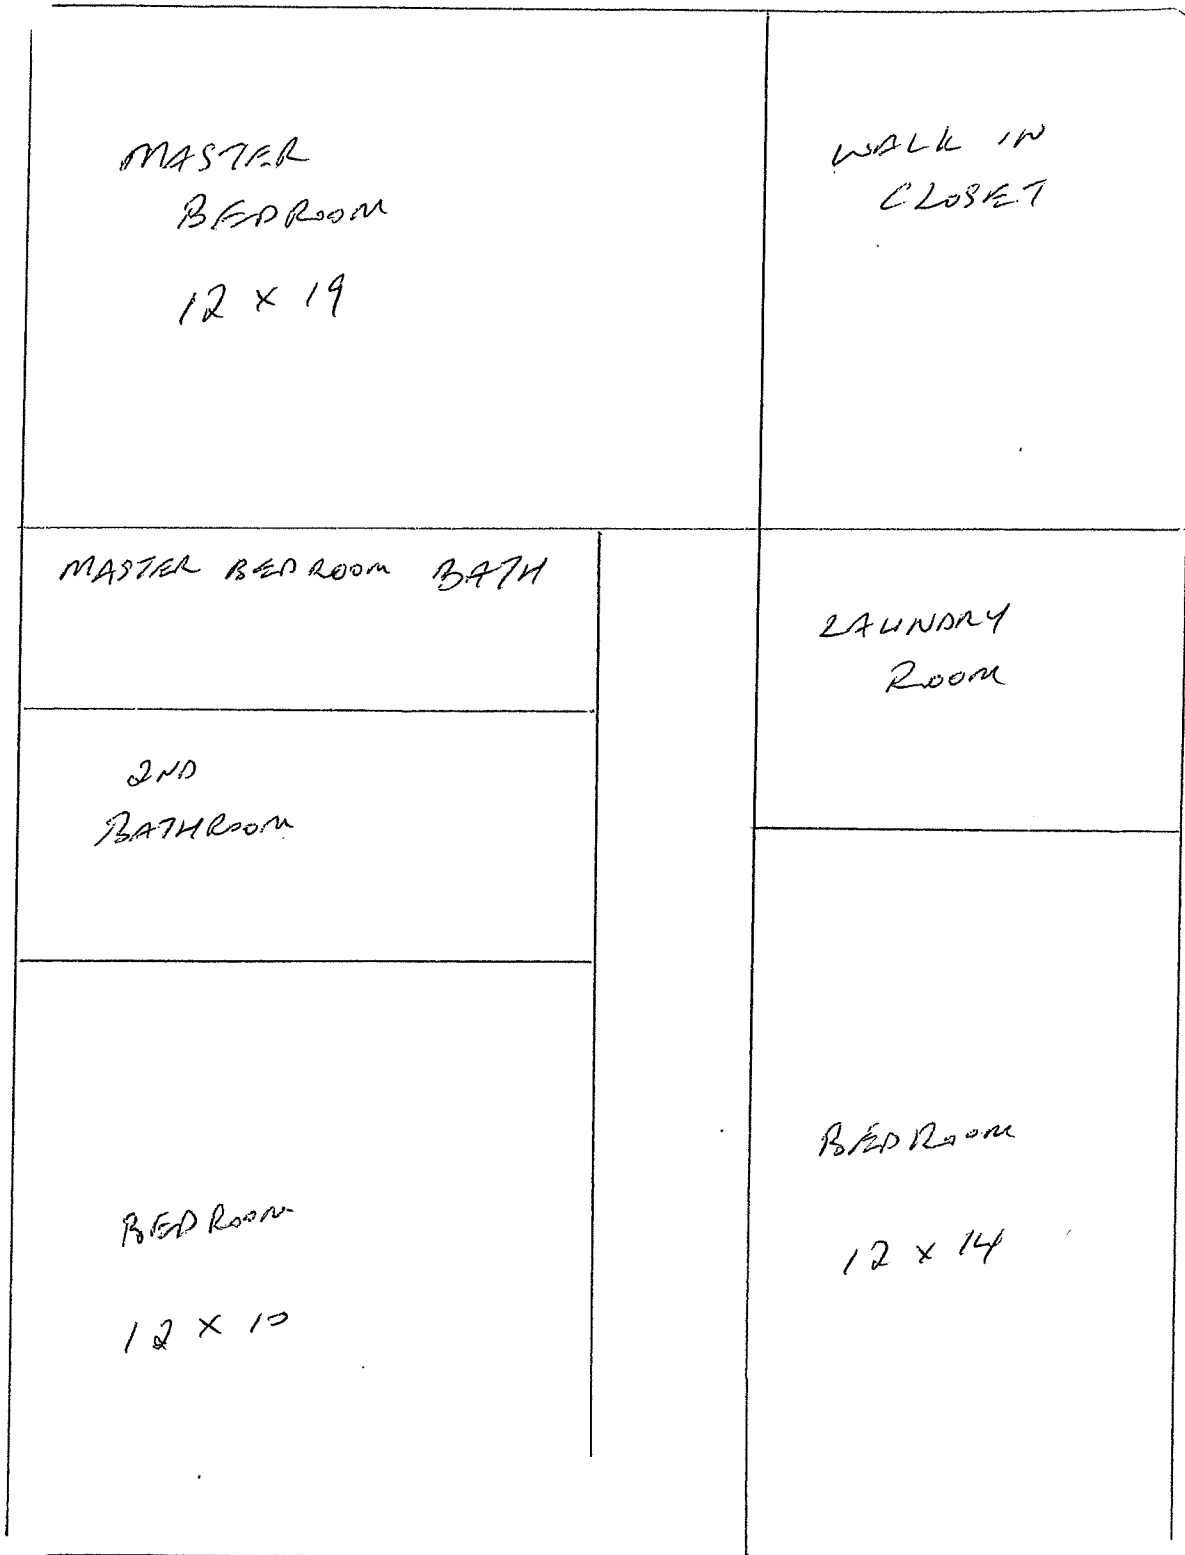 MASTER
BEDROOM
12 x 19
WALK IN
CLOSET
MASTER BEDROOM BATH
LAUNDRY
ROOM
2ND
BATHROOM
BEDROOM
12 x 10
BEDROOM
12 x 14